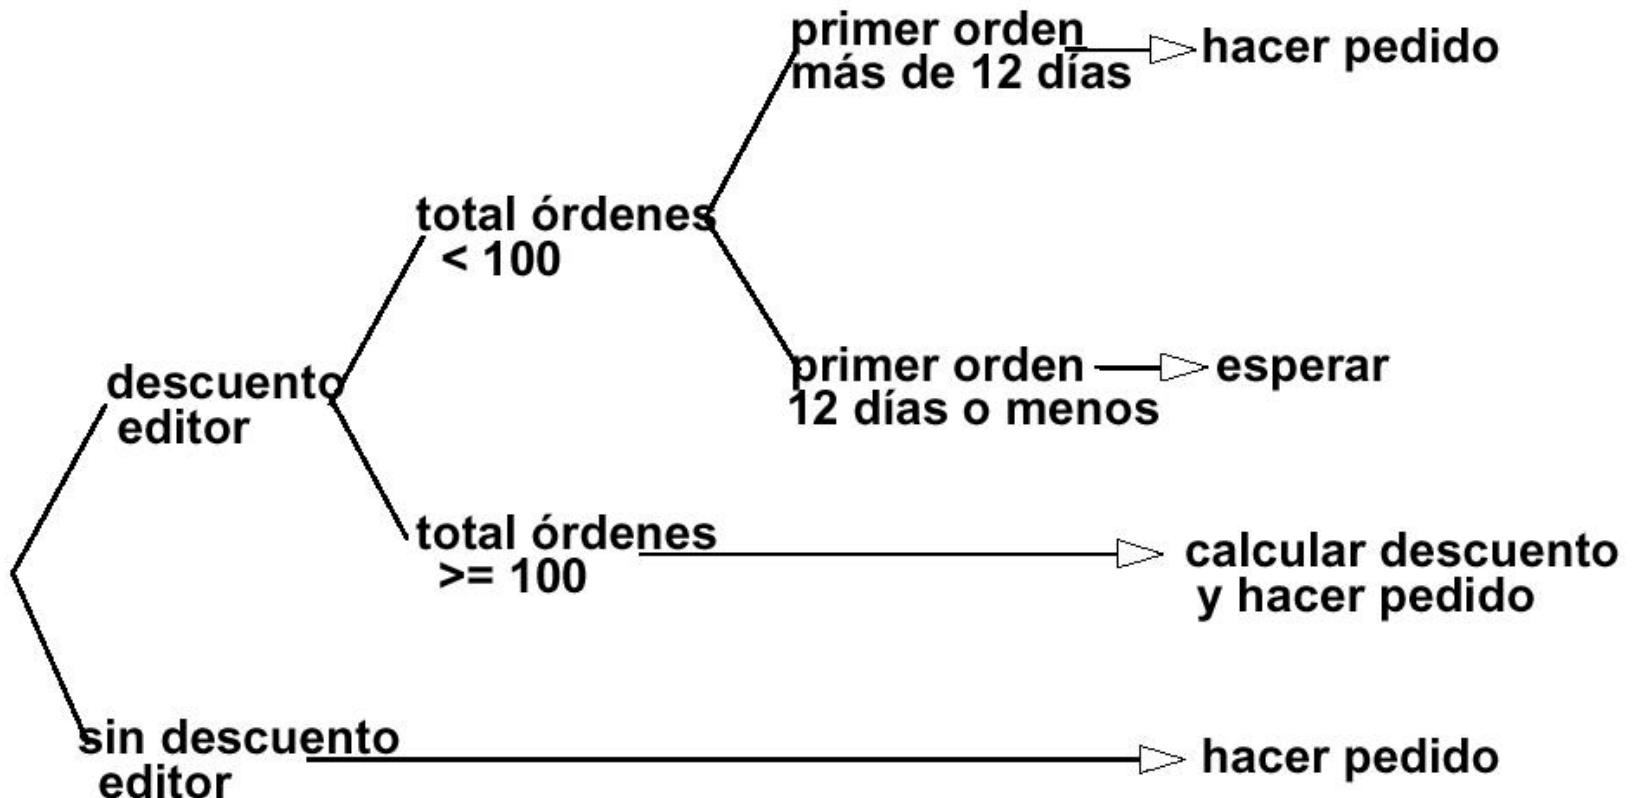 primer orden
más de 12 días
hacer pedido
total órdenes
< 100
primer orden
12 días o menos
esperar
descuento
editor
total órdenes
>= 100
calcular descuento
y hacer pedido
sin descuento
editor
hacer pedido